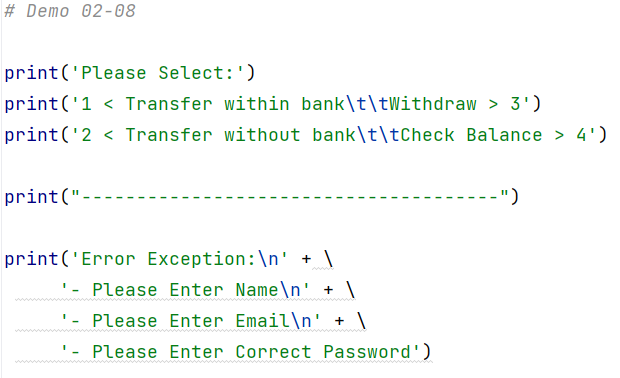 # Demo 02-08
print('Please Select:')
print('1 < Transfer within bank\t\tWithdraw > 3')
print('2 < Transfer without bank\t\tCheck Balance > 4')
print("--------------------------------------")
print('Error Exception:\n' + \
'- Please Enter Name\n' + \
'- Please Enter Email\n' + \
'- Please Enter Correct Password')